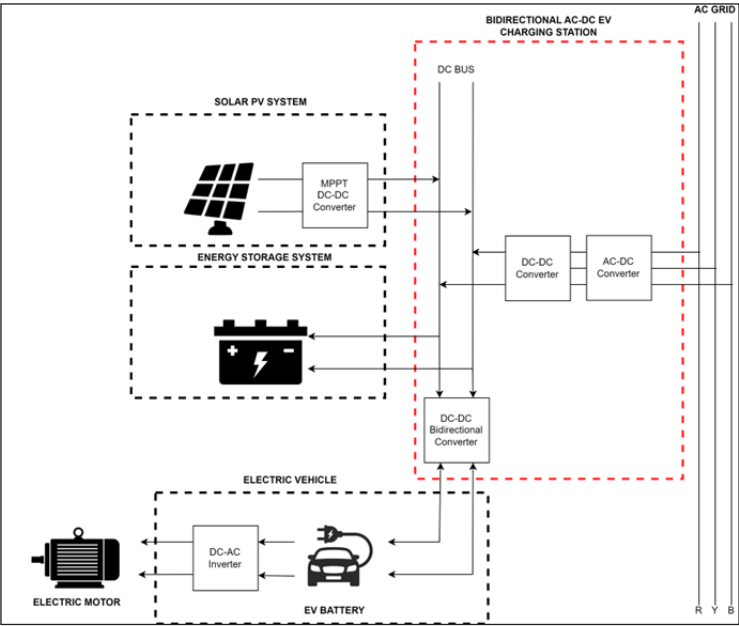 AC GRID
BIDIRECTIONAL AC-DC EV
CHARGING STATION
DC BUS
SOLAR PV SYSTEM
MPPT
DC-DC
Converter
ENERGY STORAGE SYSTEM
DC-DC
Converter
AC-DC
Converter
+ -
DC-DC
Bidirectional
Converter
ELECTRIC VEHICLE
DC-AC
Inverter
ELECTRIC MOTOR
EV BATTERY
R Y B